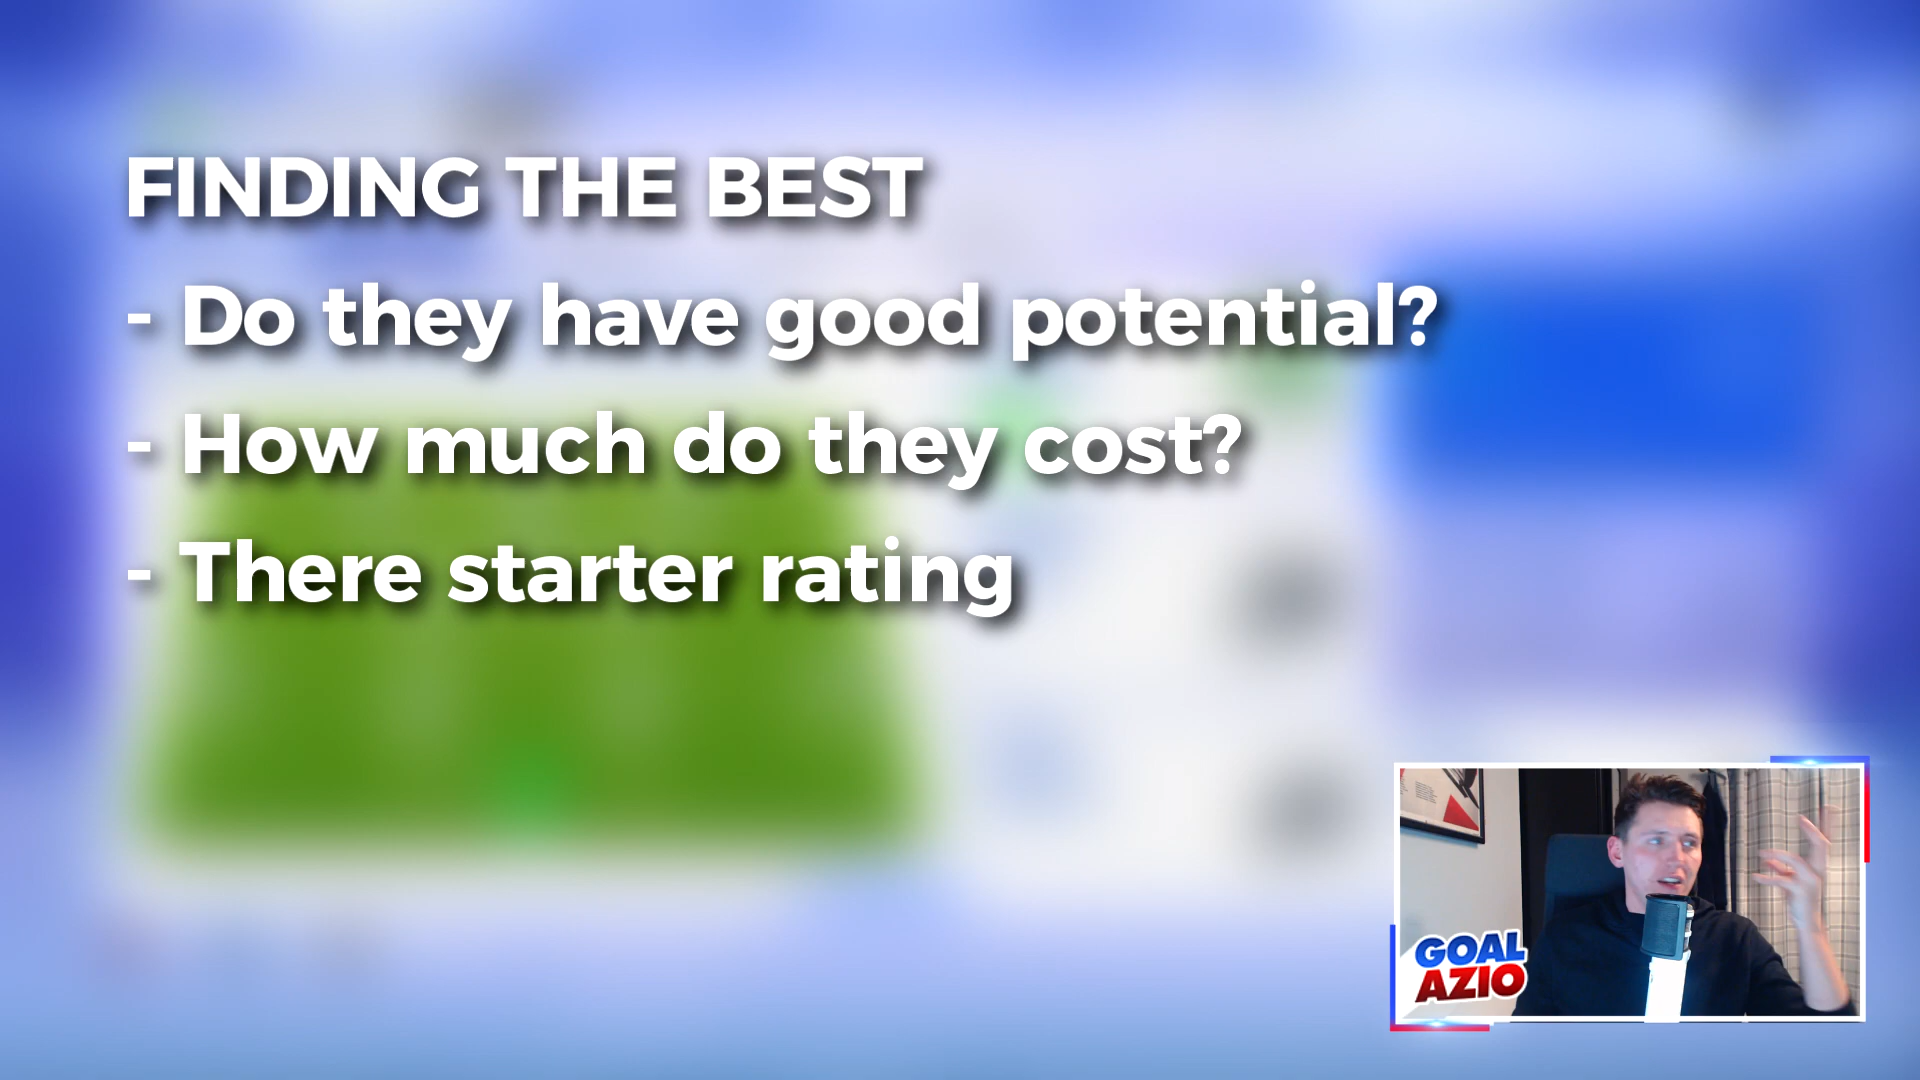 FINDING THE BEST
- Do they have good potential?
- How much do they cost?
- There starter rating
GOAL
AZIO